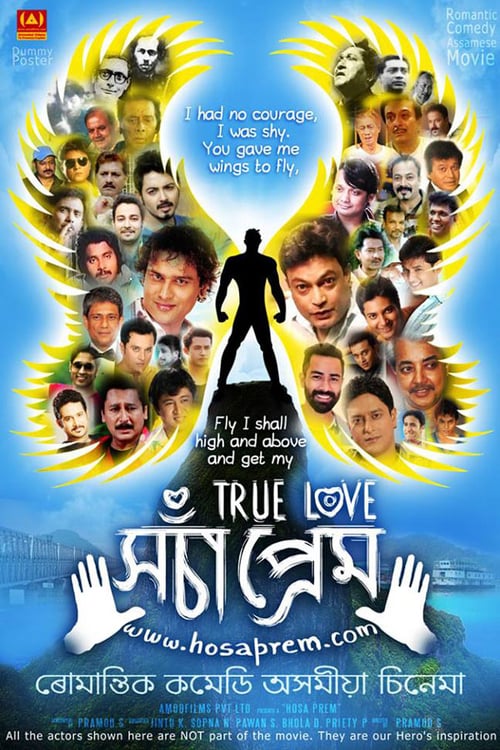 Dummy
Poster
Romantic
Comedy
Assamese
Movie
I had no courage,
I was shy.
You gave me
wings to fly,
Fly I shall
high and above
and get my
TRUE LOVE
সঁচা প্ৰেম
www.hosaprem.com
ৰোমান্তিক কমেডি অসমীয়া চিনেমা
AMODFILMS PVT LTD PRESENTS A "HOSA PREM"
PRAMOD S JINTU K, SOPNA N, PAWAN S, BHOLA D, PRIETY P PRAMOD S
All the actors shown here are NOT part of the movie. They are our Hero's inspiration